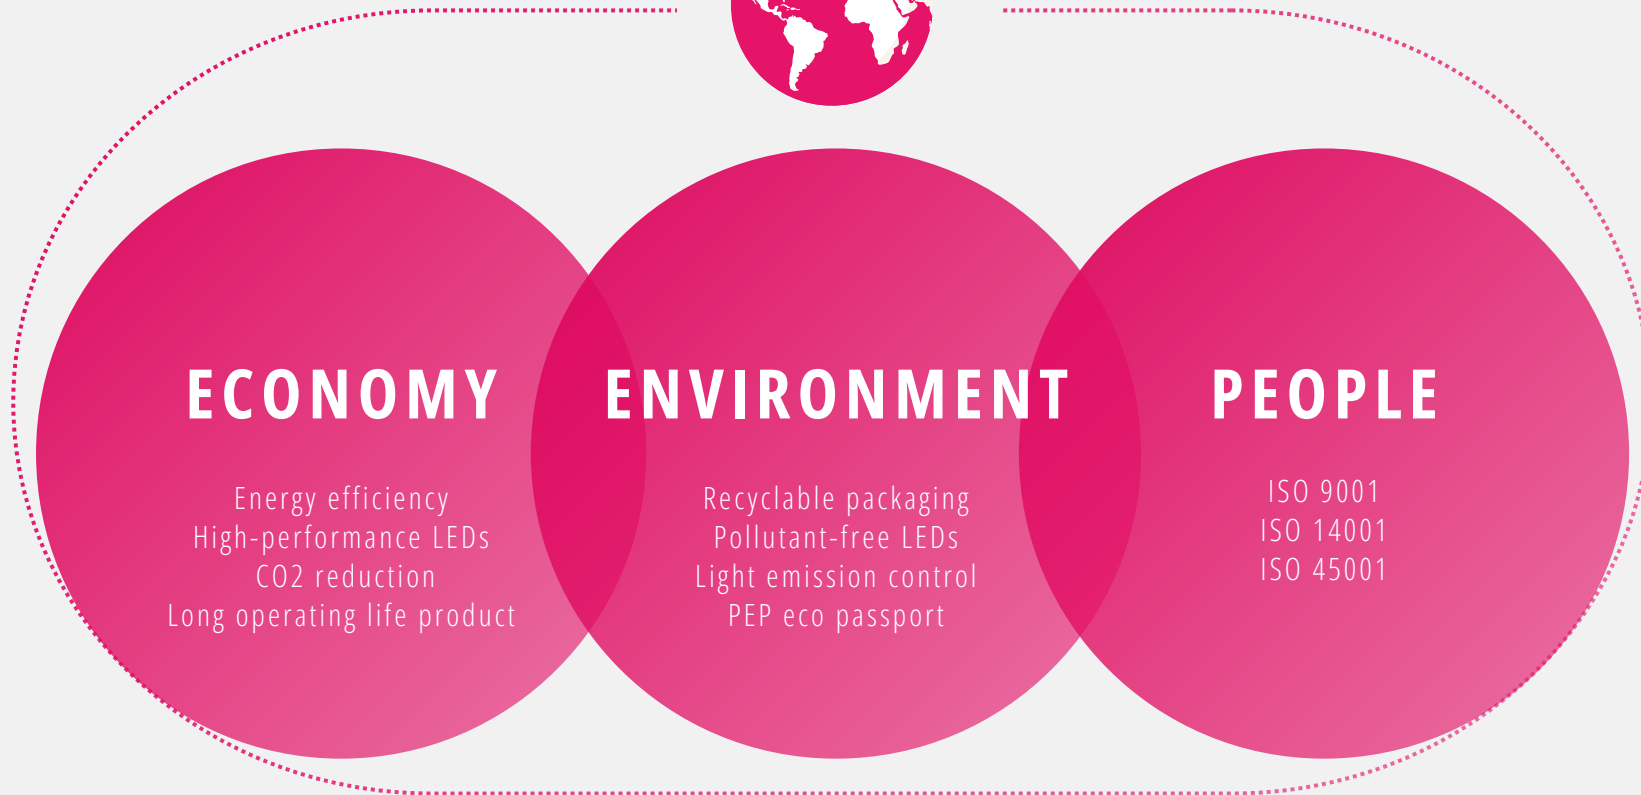 ECONOMY
Energy efficiency
High-performance LEDs
CO2 reduction
Long operating life product
ENVIRONMENT
Recyclable packaging
Pollutant-free LEDs
Light emission control
PEP eco passport
PEOPLE
ISO 9001
ISO 14001
ISO 45001